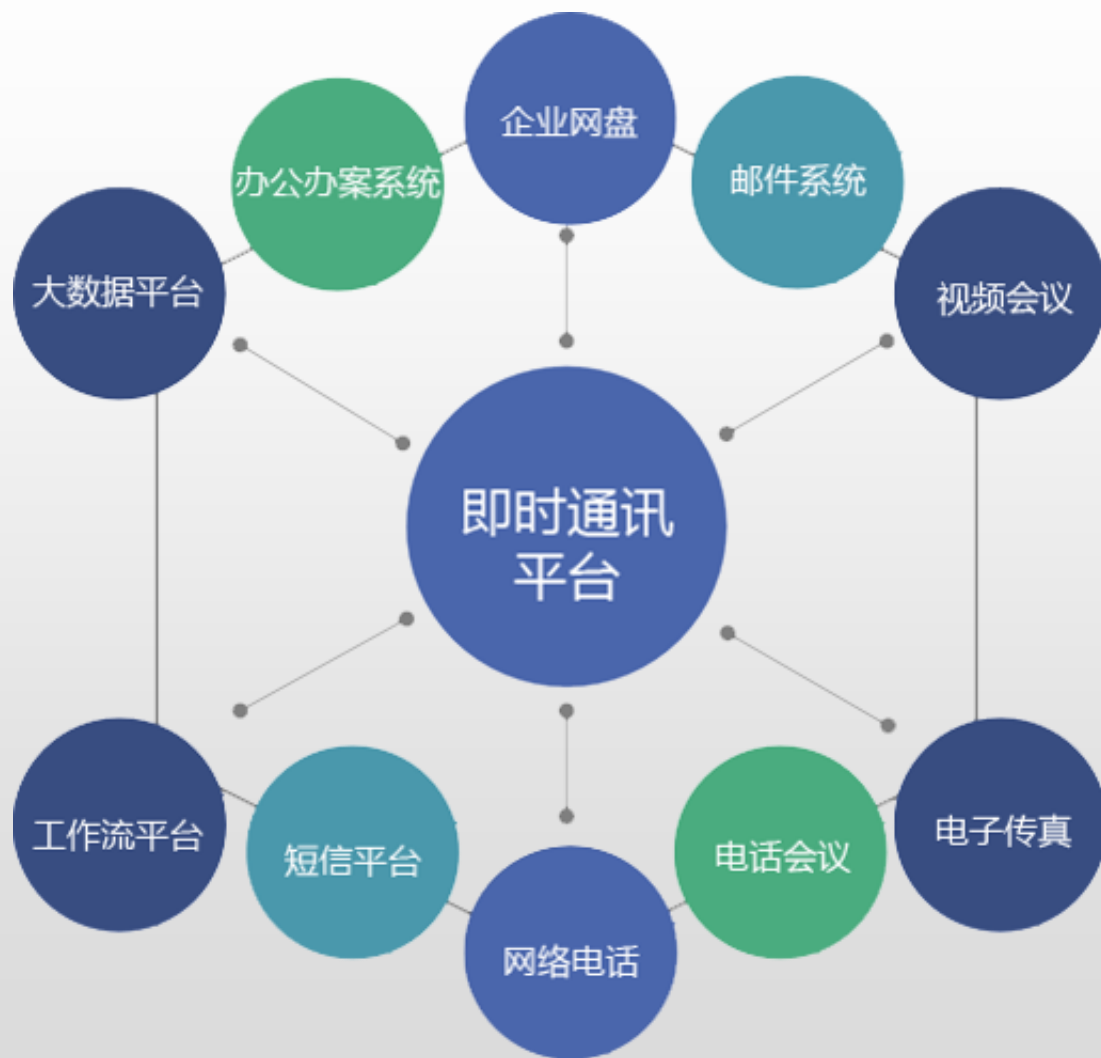 企业网盘
办公办案系统
邮件系统
大数据平台
视频会议
即时通讯
平台
工作流平台
短信平台
电话会议
电子传真
网络电话